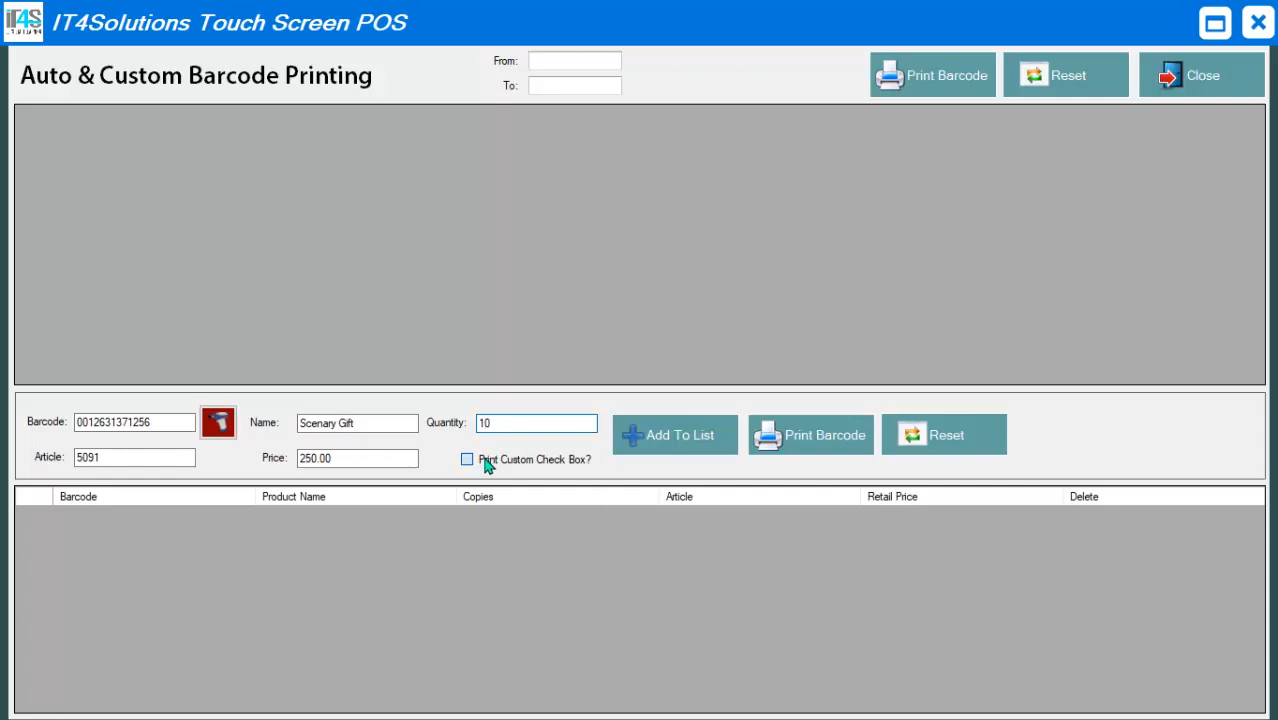 iT4S IT4Solutions Touch Screen POS
Auto & Custom Barcode Printing
From:
To:
Print Barcode
Reset
Close
Barcode: 0012631371256
Name: Scenary Gift
Quantity: 10
Add To List
Print Barcode
Reset
Article: 5091
Price: 250.00
Print Custom Check Box?
Barcode Product Name Copies Article Retail Price Delete